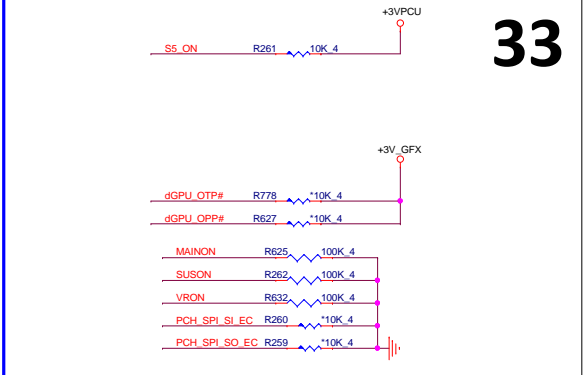 +3VPCU
33
S5_ON R261 10K_4
+3V_GFX
dGPU_OTP# R778 *10K_4
dGPU_OPP# R627 *10K_4
MAINON R625 100K_4
SUSON R262 100K_4
VRON R632 100K_4
PCH_SPI_SI_EC R260 *10K_4
PCH_SPI_SO_EC R259 *10K_4